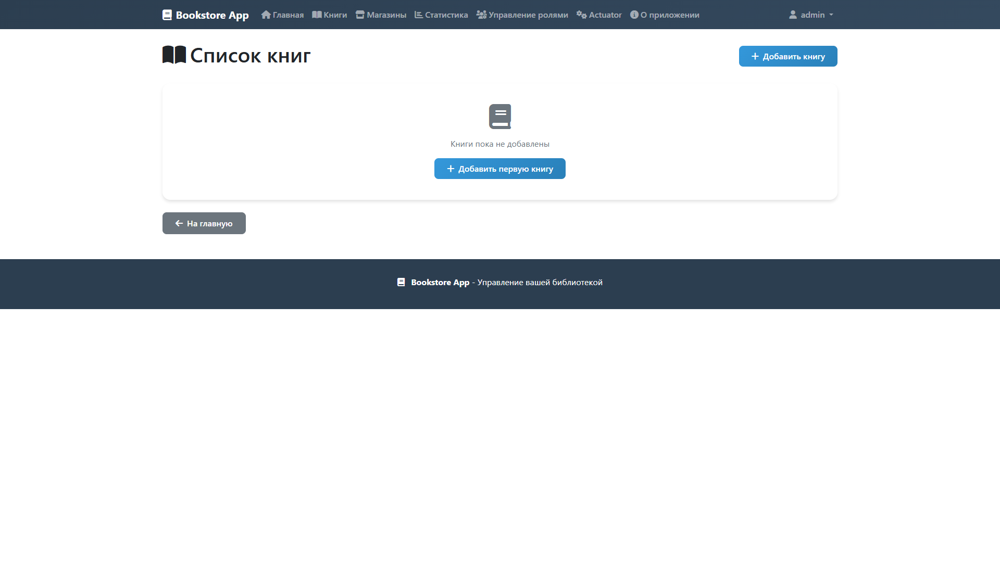 Bookstore App Главная Книги Магазины Статистика Управление ролями Actuator О приложении admin
Список книг
Добавить книгу
Книги пока не добавлены
Добавить первую книгу
На главную
Bookstore App - Управление вашей библиотекой